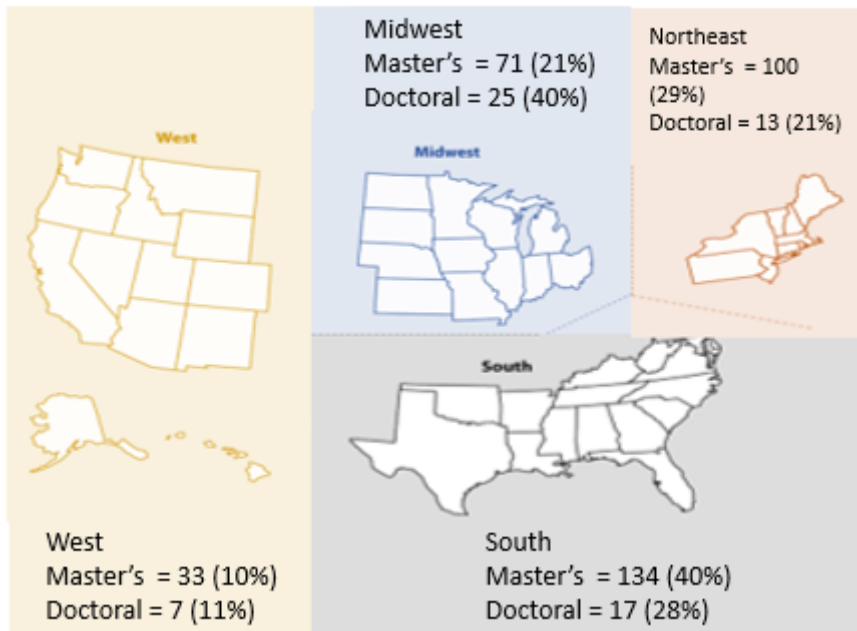 Midwest
Master's = 71 (21%)
Doctoral = 25 (40%)
Northeast
Master's = 100
(29%)
Doctoral = 13 (21%)
West
Midwest
South
West
Master's = 33 (10%)
Doctoral = 7 (11%)
South
Master's = 134 (40%)
Doctoral = 17 (28%)